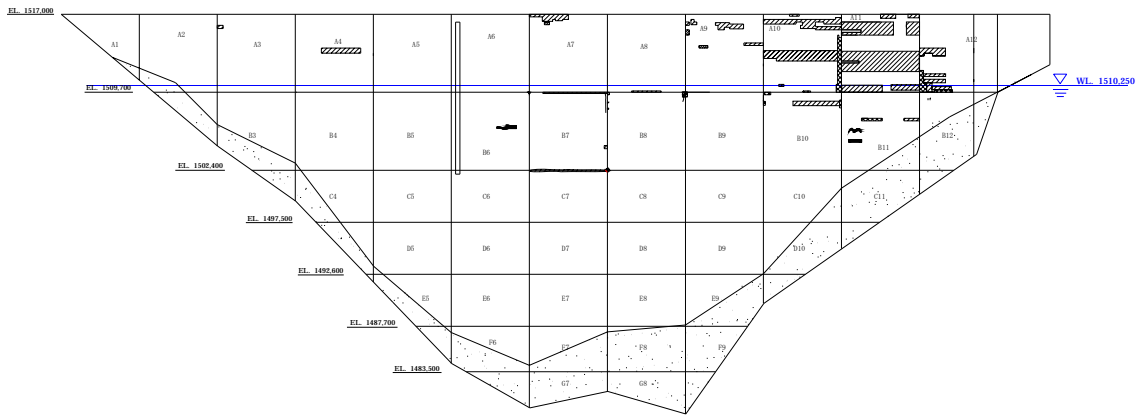 EL. 1517,000
A1 A2 A3 A4 A5 A6 A7 A8 A9 A10 A11 A12
WL. 1510,250
EL. 1509,700
B3 B4 B5 B6 B7 B8 B9 B10 B11 B12
EL. 1502,400
C4 C5 C6 C7 C8 C9 C10 C11
EL. 1497,500
D5 D6 D7 D8 D9 D10
EL. 1492,600
E5 E6 E7 E8 E9
EL. 1487,700
F6 F7 F8 F9
EL. 1483,500
G7 G8